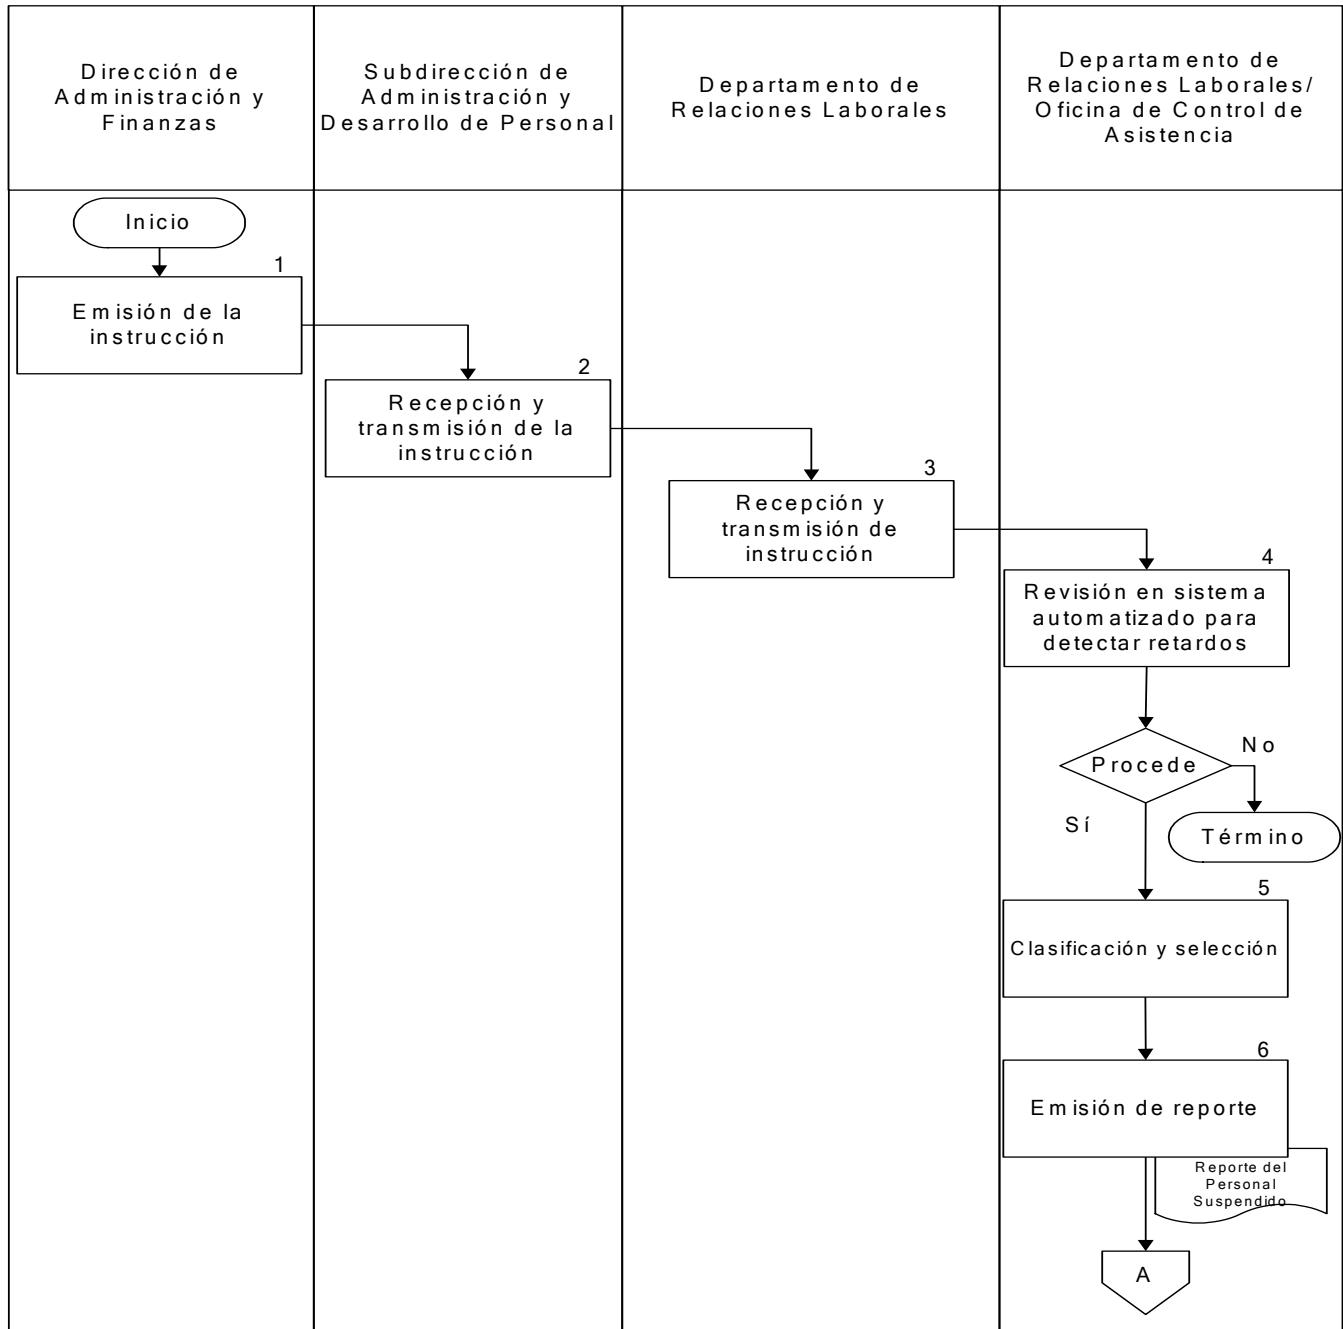 Dirección de
Administración y
Finanzas
Subdirección de
Administración y
Desarrollo de Personal
Departamento de
Relaciones Laborales
Departamento de
Relaciones Laborales/
Oficina de Control de
Asistencia
Inicio
1
Emisión de la
instrucción
2
Recepción y
transmisión de la
instrucción
3
Recepción y
transmisión de
instrucción
4
Revisión en sistema
automatizado para
detectar retardos
Procede
No
Sí
Término
5
Clasificación y selección
6
Emisión de reporte
Reporte del
Personal
Suspendido
A